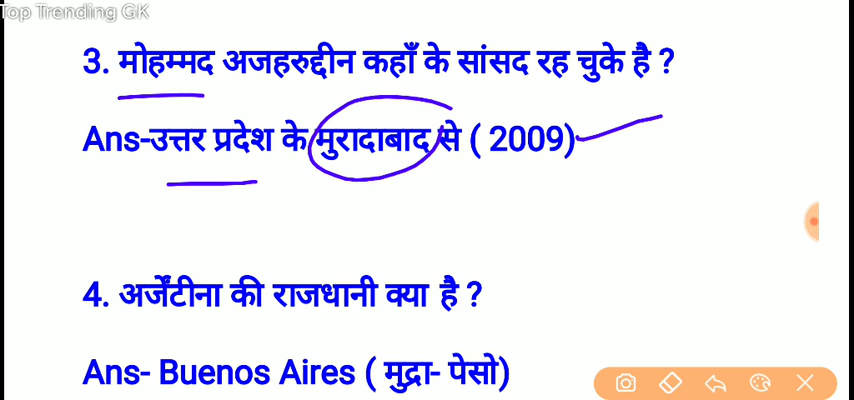 Top Trending GK
3. मोहम्मद अजहरुद्दीन कहाँ के सांसद रह चुके है ?
Ans-उत्तर प्रदेश के मुरादाबाद से ( 2009)
4. अर्जेंटीना की राजधानी क्या है ?
Ans- Buenos Aires ( मुद्रा- पेसो)